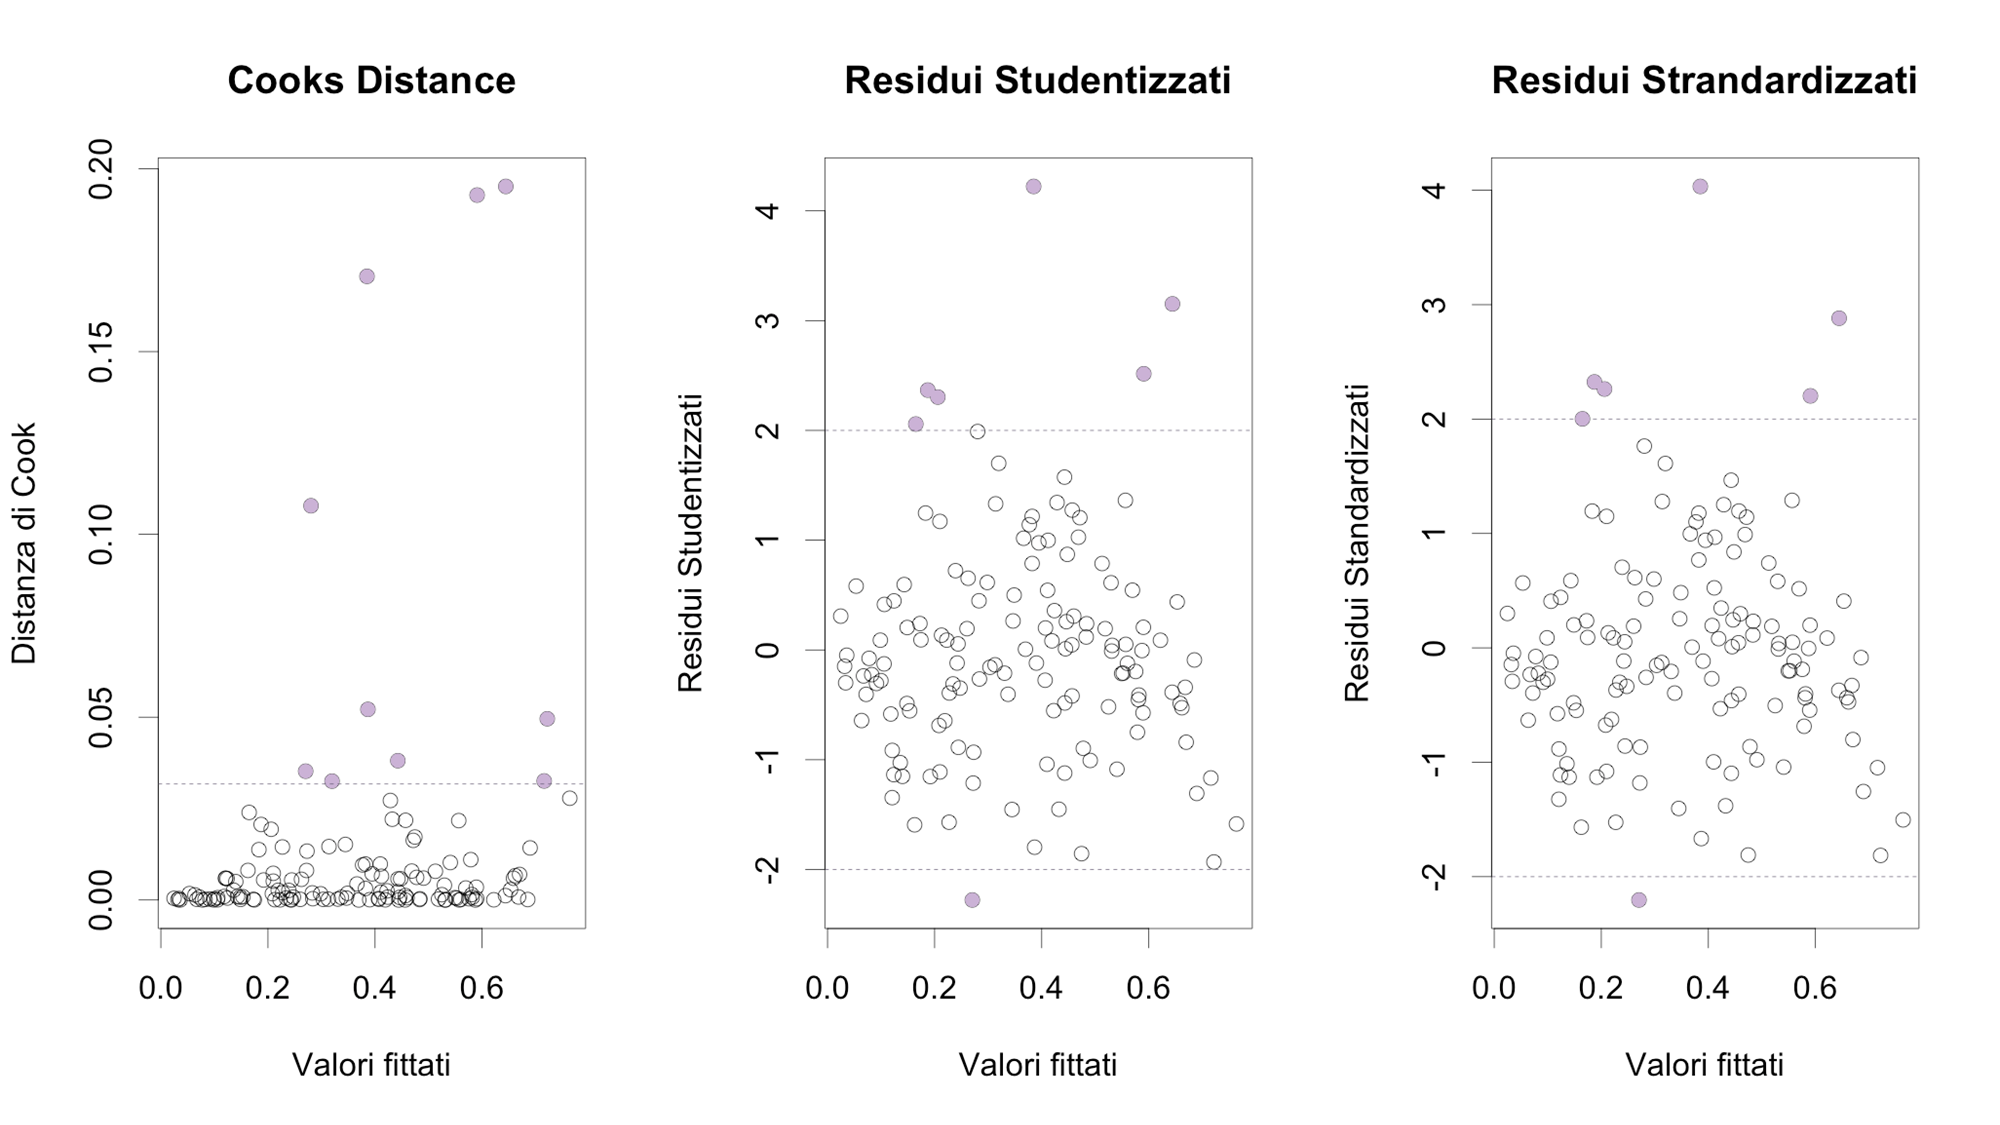 Cooks Distance
Distanza di Cook
0.20
0.15
0.10
0.05
0.00
0.0 0.2 0.4 0.6
Valori fittati
Residui Studentizzati
Residui Studentizzati
4
3
2
1
0
-1
-2
0.0 0.2 0.4 0.6
Valori fittati
Residui Strandardizzati
Residui Standardizzati
4
3
2
1
0
-1
-2
0.0 0.2 0.4 0.6
Valori fittati